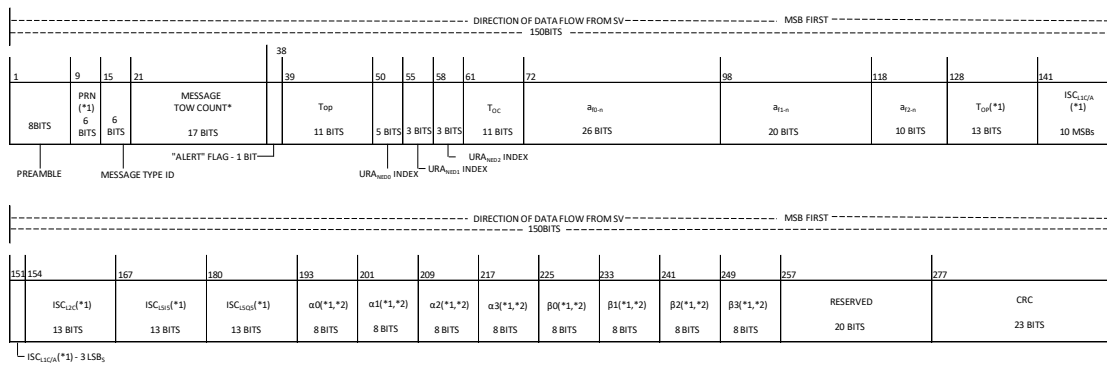 DIRECTION OF DATA FLOW FROM SV MSB FIRST
150BITS
38
1 9 15 21 39 50 55 58 61 72 98 118 128 141
PRN
(*1)
6
BITS
6
BITS
MESSAGE
TOW COUNT*
17 BITS
8BITS
Top
11 BITS
5 BITS
3 BITS
3 BITS
TOC
11 BITS
af0-n
26 BITS
af1-n
20 BITS
af2-n
10 BITS
TOP(*1)
13 BITS
ISCL1C/A
(*1)
10 MSBs
"ALERT" FLAG - 1 BIT
URANED2 INDEX
URANED1 INDEX
PREAMBLE MESSAGE TYPE ID URANED0 INDEX
DIRECTION OF DATA FLOW FROM SV MSB FIRST
150BITS
151 154 167 180 193 201 209 217 225 233 241 249 257 277
ISCL2C(*1) ISCL5I5(*1) ISCL5Q5(*1) α0(*1,*2) α1(*1,*2) α2(*1,*2) α3(*1,*2) β0(*1,*2) β1(*1,*2) β2(*1,*2) β3(*1,*2) RESERVED CRC
13 BITS 13 BITS 13 BITS 8 BITS 8 BITS 8 BITS 8 BITS 8 BITS 8 BITS 8 BITS 8 BITS 20 BITS 23 BITS
ISCL1C/A(*1) - 3 LSBS